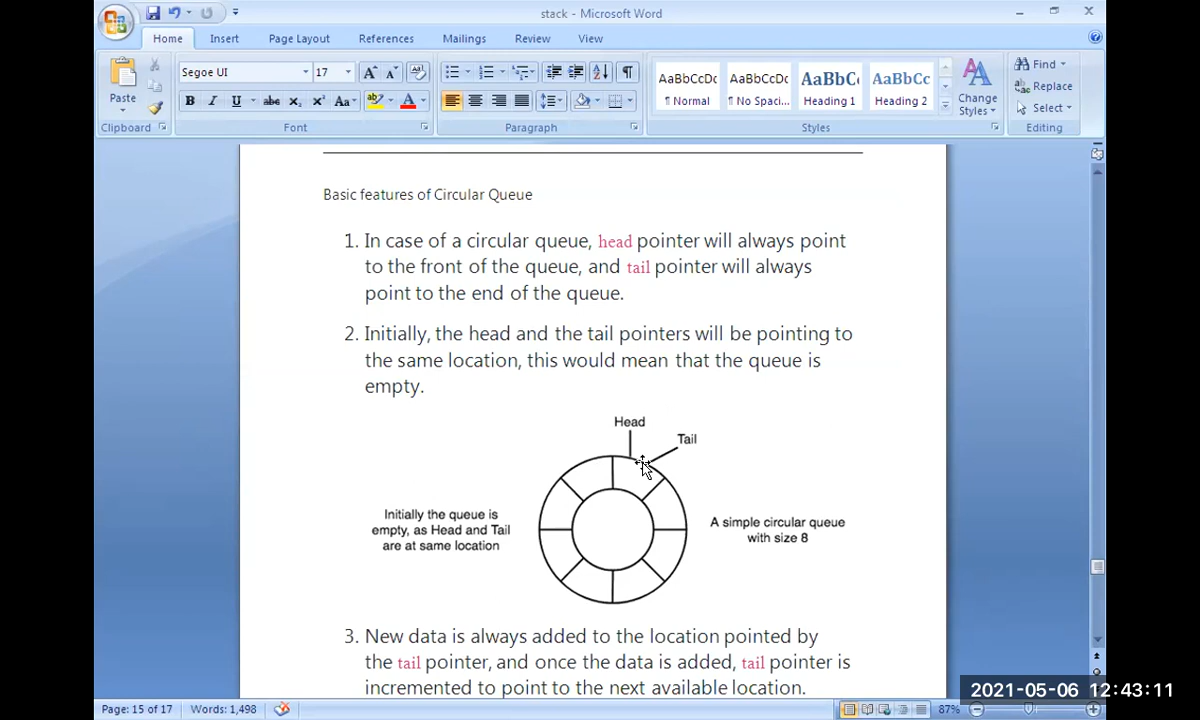 stack - Microsoft Word
Home Insert Page Layout References Mailings Review View
Paste
Segoe UI 17
AaBbCcDc AaBbCcDc AaBbC AaBbCc
¶ Normal ¶ No Spaci... Heading 1 Heading 2
Change Styles
Find
Replace
Select
Clipboard Font Paragraph Styles Editing
Basic features of Circular Queue
1. In case of a circular queue, head pointer will always point
to the front of the queue, and tail pointer will always
point to the end of the queue.
2. Initially, the head and the tail pointers will be pointing to
the same location, this would mean that the queue is
empty.
Head
Tail
Initially the queue is
empty, as Head and Tail
are at same location
A simple circular queue
with size 8
3. New data is always added to the location pointed by
the tail pointer, and once the data is added, tail pointer is
incremented to point to the next available location.
Page: 15 of 17 Words: 1,498 87%
2021-05-06 12:43:11